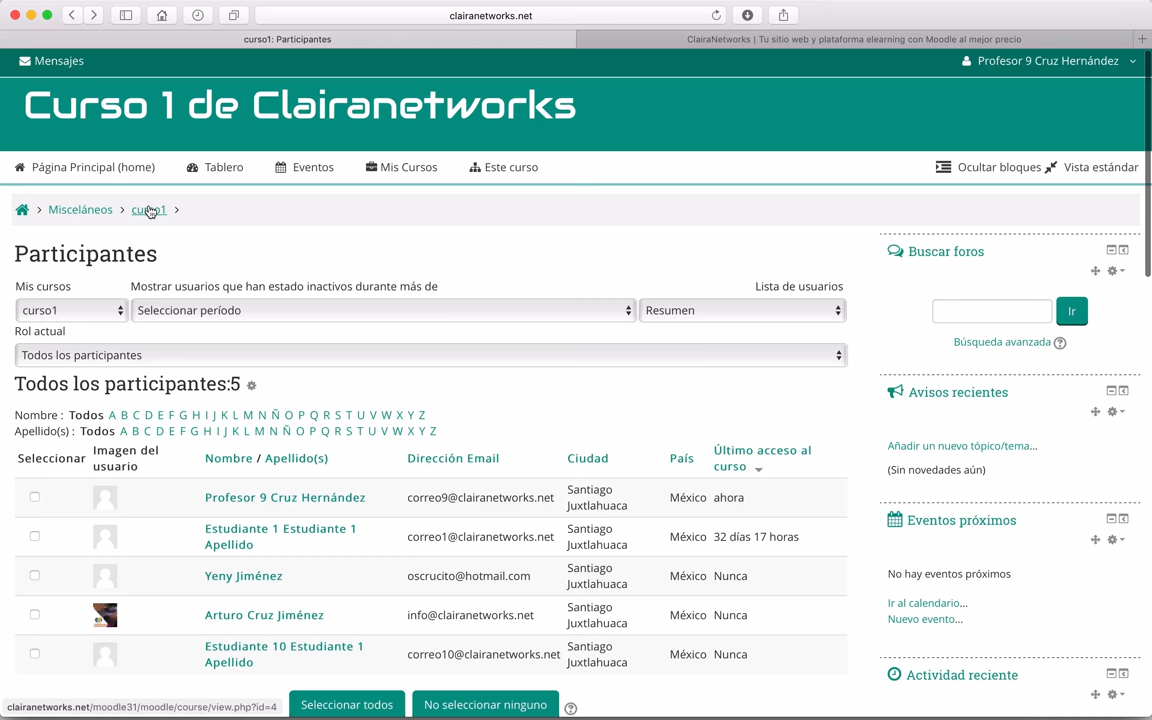 clairanetworks.net
curso1: Participantes
ClairaNetworks | Tu sitio web y plataforma elearning con Moodle al mejor precio
Mensajes
Profesor 9 Cruz Hernández
Curso 1 de Clairanetworks
Página Principal (home) Tablero Eventos Mis Cursos Este curso Ocultar bloques Vista estándar
Misceláneos curso1
Participantes
Mis cursos Mostrar usuarios que han estado inactivos durante más de Lista de usuarios
curso1 Seleccionar período Resumen
Rol actual
Todos los participantes
Todos los participantes:5
Nombre : Todos A B C D E F G H I J K L M N Ñ O P Q R S T U V W X Y Z
Apellido(s) : Todos A B C D E F G H I J K L M N Ñ O P Q R S T U V W X Y Z
Seleccionar Imagen del usuario Nombre / Apellido(s) Dirección Email Ciudad País Último acceso al curso
Profesor 9 Cruz Hernández correo9@clairanetworks.net Santiago Juxtlahuaca México ahora
Estudiante 1 Estudiante 1 Apellido correo1@clairanetworks.net Santiago Juxtlahuaca México 32 días 17 horas
Yeny Jiménez oscrucito@hotmail.com Santiago Juxtlahuaca México Nunca
Arturo Cruz Jiménez info@clairanetworks.net Santiago Juxtlahuaca México Nunca
Estudiante 10 Estudiante 1 Apellido correo10@clairanetworks.net Santiago Juxtlahuaca México Nunca
Seleccionar todos No seleccionar ninguno
clairanetworks.net/moodle31/moodle/course/view.php?id=4
Buscar foros
Ir
Búsqueda avanzada
Avisos recientes
Añadir un nuevo tópico/tema...
(Sin novedades aún)
Eventos próximos
No hay eventos próximos
Ir al calendario...
Nuevo evento...
Actividad reciente